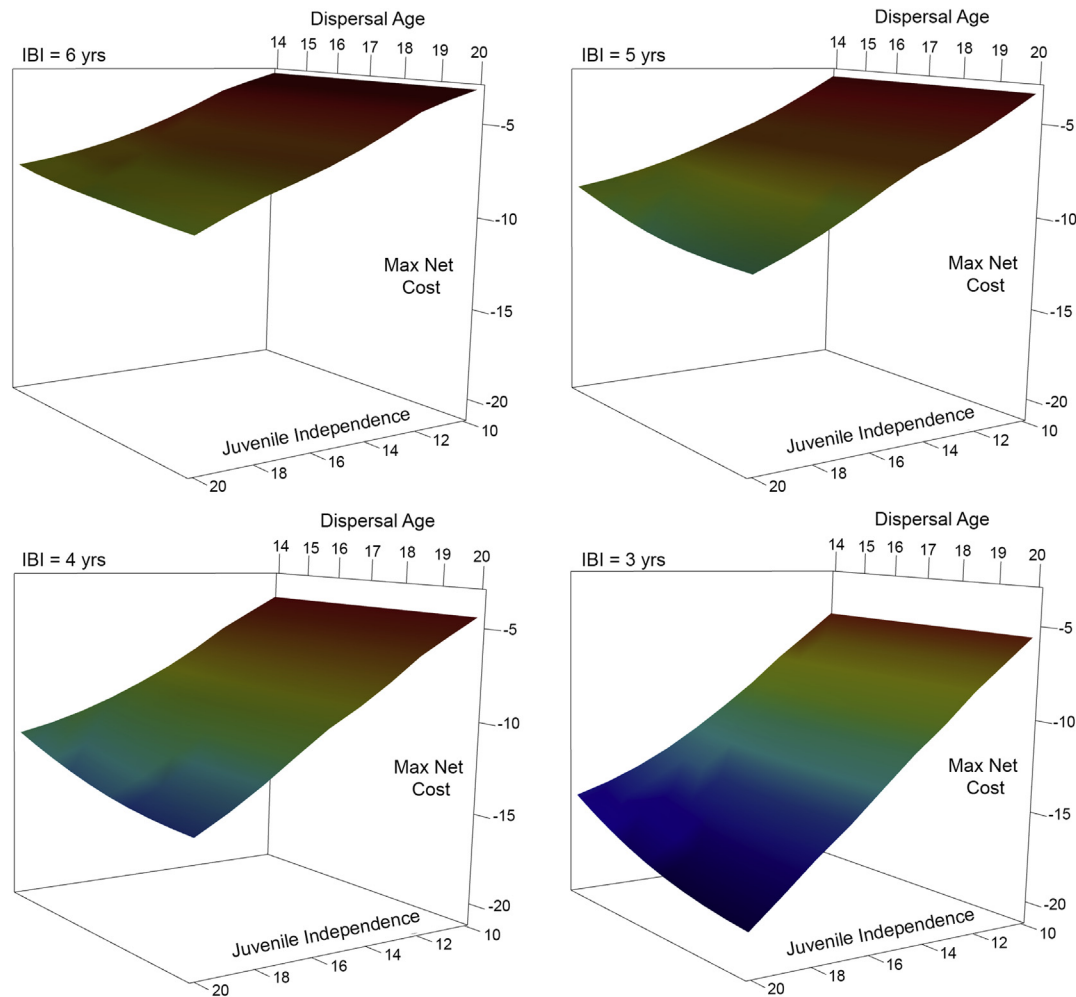 Dispersal Age
IBI = 6 yrs
14 15 16 17 18 19 20
-5
-10
Max Net
Cost
-15
-20
Juvenile Independence
10
12
14
16
18
20
Dispersal Age
IBI = 5 yrs
14 15 16 17 18 19 20
-5
-10
Max Net
Cost
-15
-20
Juvenile Independence
10
12
14
16
18
20
Dispersal Age
IBI = 4 yrs
14 15 16 17 18 19 20
-5
-10
Max Net
Cost
-15
-20
Juvenile Independence
10
12
14
16
18
20
Dispersal Age
IBI = 3 yrs
14 15 16 17 18 19 20
-5
-10
Max Net
Cost
-15
-20
Juvenile Independence
10
12
14
16
18
20